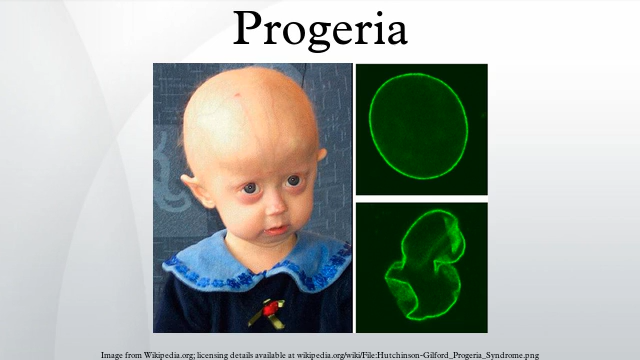 Progeria
Image from Wikipedia.org; licensing details available at wikipedia.org/wiki/File:Hutchinson-Gilford_Progeria_Syndrome.png